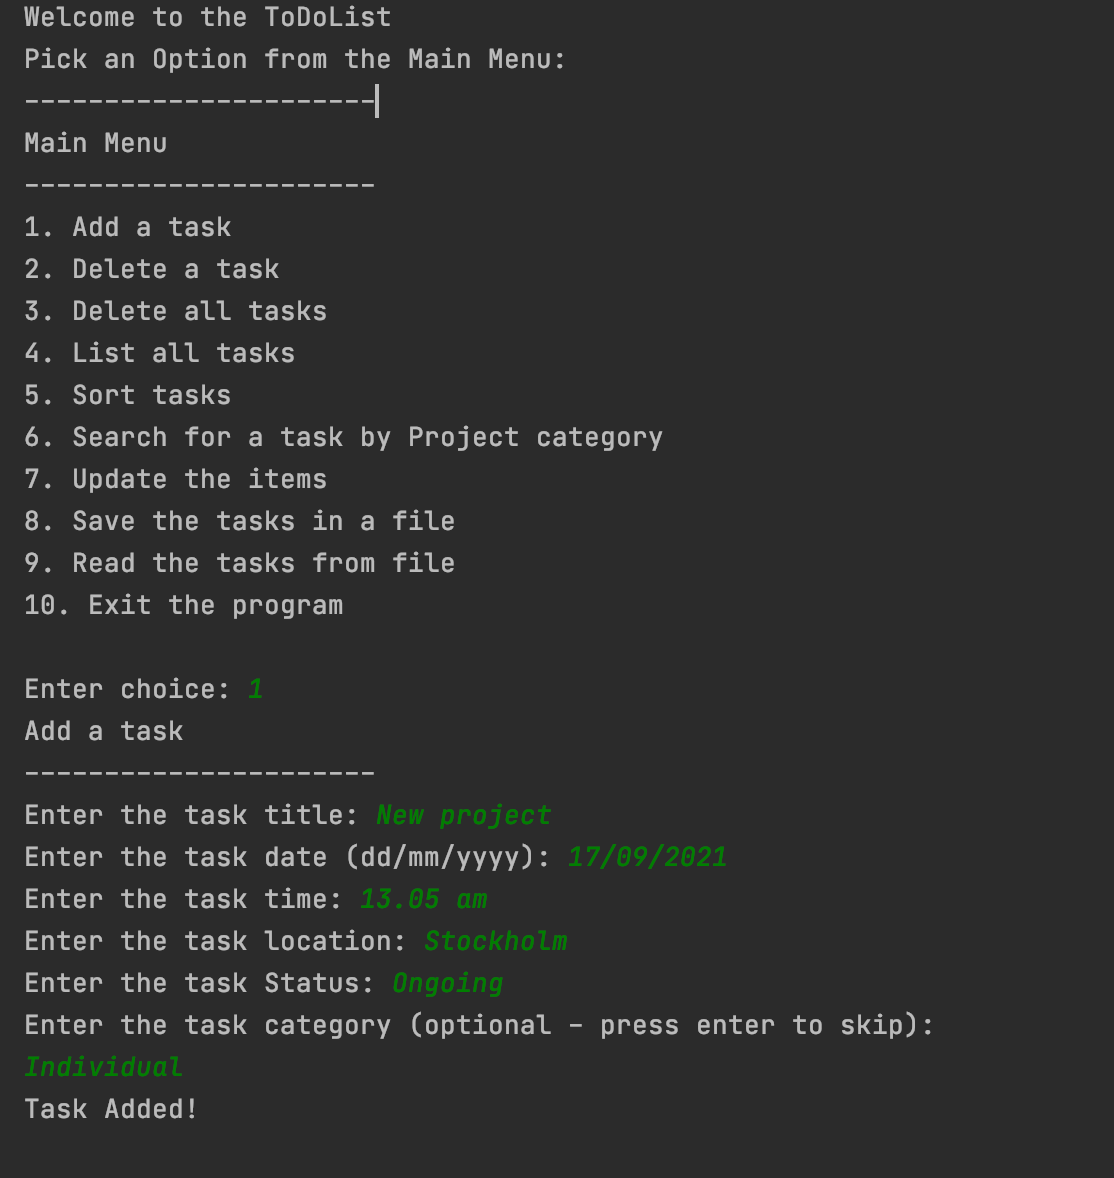 Welcome to the ToDoList
Pick an Option from the Main Menu:
----------------------
Main Menu
----------------------
1. Add a task
2. Delete a task
3. Delete all tasks
4. List all tasks
5. Sort tasks
6. Search for a task by Project category
7. Update the items
8. Save the tasks in a file
9. Read the tasks from file
10. Exit the program
Enter choice: 1
Add a task
----------------------
Enter the task title: New project
Enter the task date (dd/mm/yyyy): 17/09/2021
Enter the task time: 13.05 am
Enter the task location: Stockholm
Enter the task Status: Ongoing
Enter the task category (optional - press enter to skip):
Individual
Task Added!